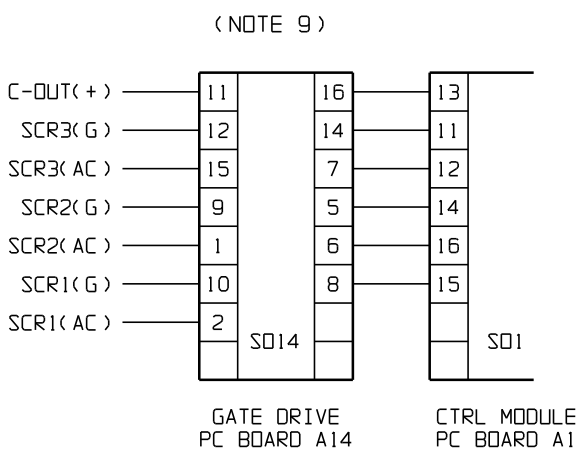 (NOTE 9)
C-OUT(+) 11 16 13
SCR3(G) 12 14 11
SCR3(AC) 15 7 12
SCR2(G) 9 5 14
SCR2(AC) 1 6 16
SCR1(G) 10 8 15
SCR1(AC) 2
SO14 SO1
GATE DRIVE CTRL MODULE
PC BOARD A14 PC BOARD A1